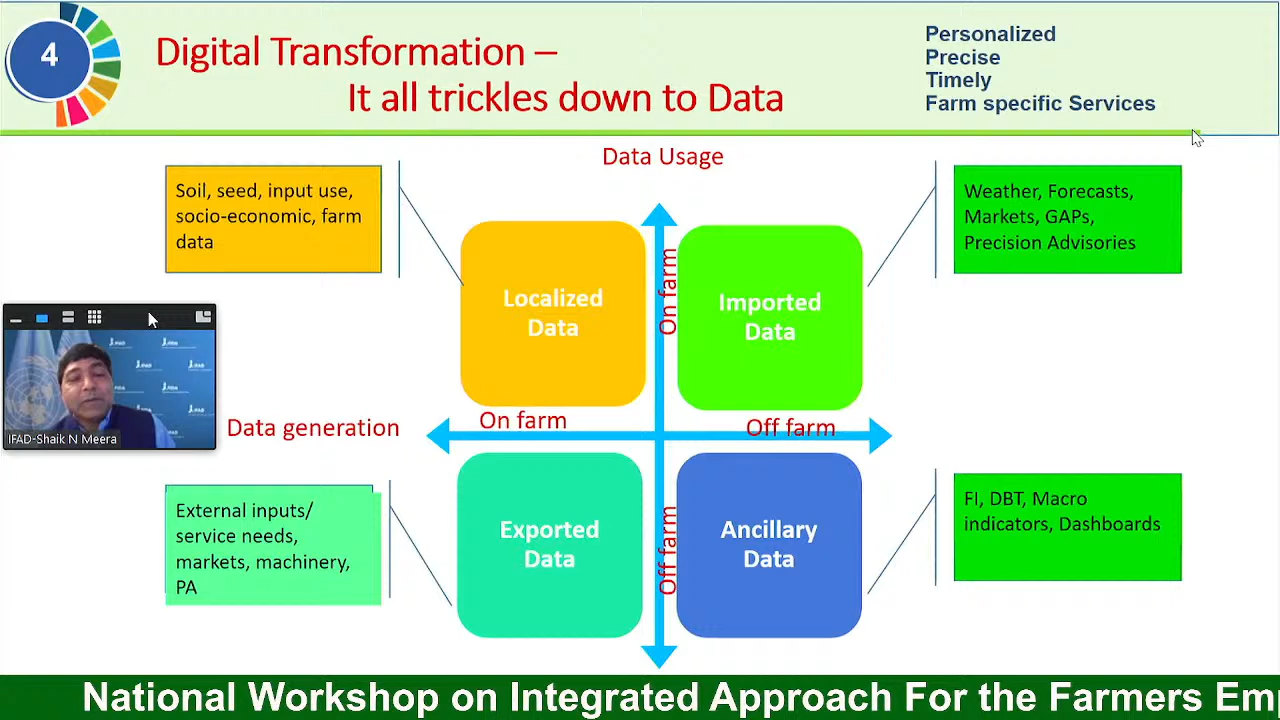 4
Digital Transformation –
It all trickles down to Data
Personalized
Precise
Timely
Farm specific Services
Data Usage
Soil, seed, input use,
socio-economic, farm
data
Weather, Forecasts,
Markets, GAPs,
Precision Advisories
Localized
Data
On farm
Imported
Data
IFAD-Shaik N Meera
Data generation
On farm
Off farm
External inputs/
service needs,
markets, machinery,
PA
Exported
Data
Off farm
Ancillary
Data
FI, DBT, Macro
indicators, Dashboards
National Workshop on Integrated Approach For the Farmers Emp